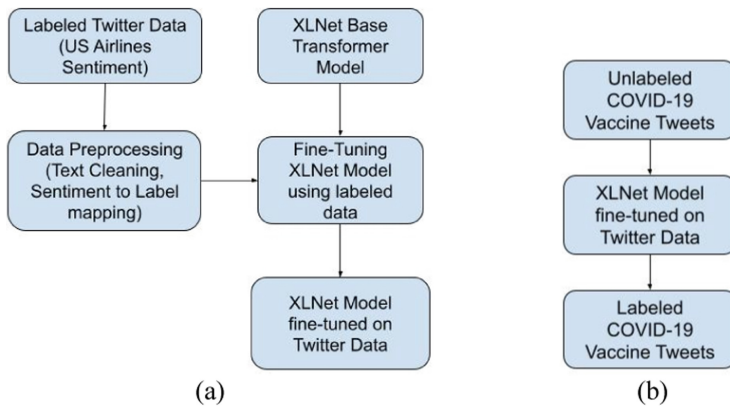 Labeled Twitter Data
(US Airlines
Sentiment)
XLNet Base
Transformer
Model
Data Preprocessing
(Text Cleaning,
Sentiment to Label
mapping)
Fine-Tuning
XLNet Model
using labeled
data
XLNet Model
fine-tuned on
Twitter Data
(a)
Unlabeled
COVID-19
Vaccine Tweets
XLNet Model
fine-tuned on
Twitter Data
Labeled
COVID-19
Vaccine Tweets
(b)